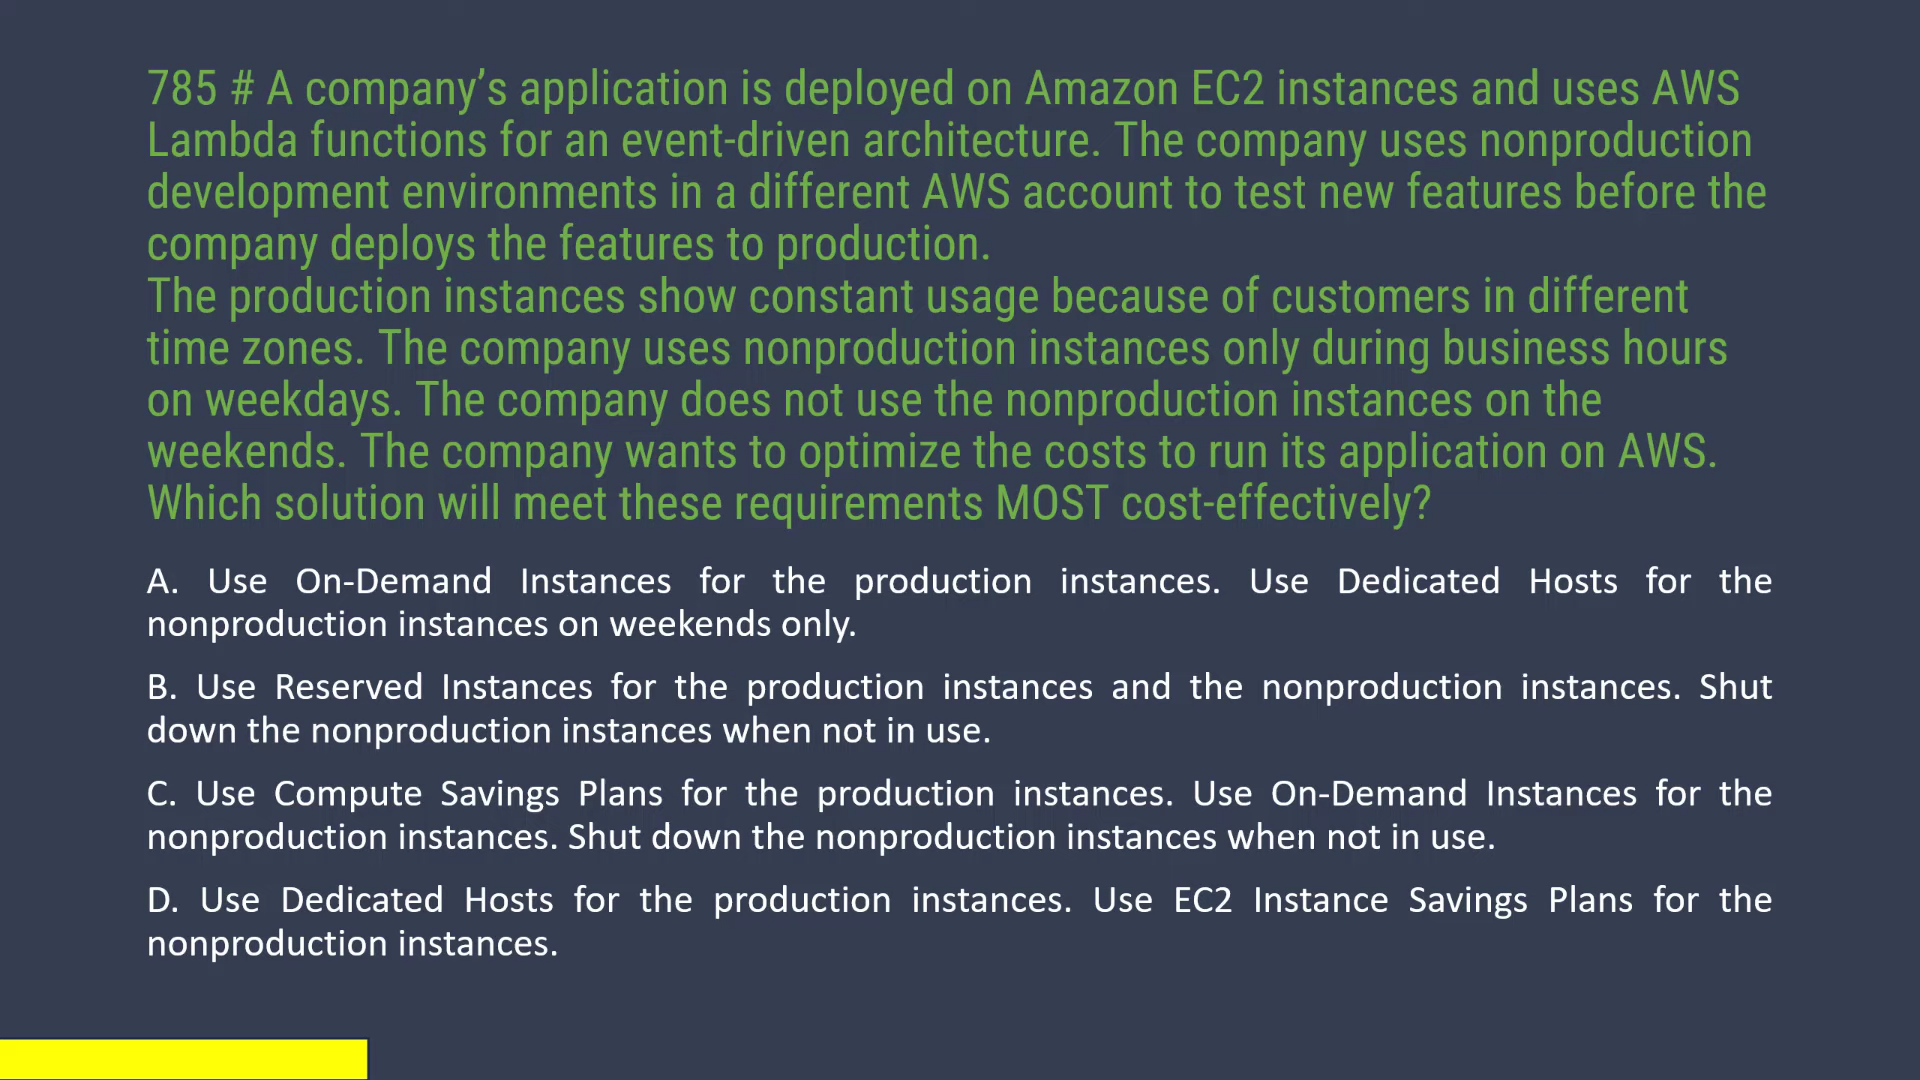 785 # A company’s application is deployed on Amazon EC2 instances and uses AWS
Lambda functions for an event-driven architecture. The company uses nonproduction
development environments in a different AWS account to test new features before the
company deploys the features to production.
The production instances show constant usage because of customers in different
time zones. The company uses nonproduction instances only during business hours
on weekdays. The company does not use the nonproduction instances on the
weekends. The company wants to optimize the costs to run its application on AWS.
Which solution will meet these requirements MOST cost-effectively?
A. Use On-Demand Instances for the production instances. Use Dedicated Hosts for the
nonproduction instances on weekends only.
B. Use Reserved Instances for the production instances and the nonproduction instances. Shut
down the nonproduction instances when not in use.
C. Use Compute Savings Plans for the production instances. Use On-Demand Instances for the
nonproduction instances. Shut down the nonproduction instances when not in use.
D. Use Dedicated Hosts for the production instances. Use EC2 Instance Savings Plans for the
nonproduction instances.